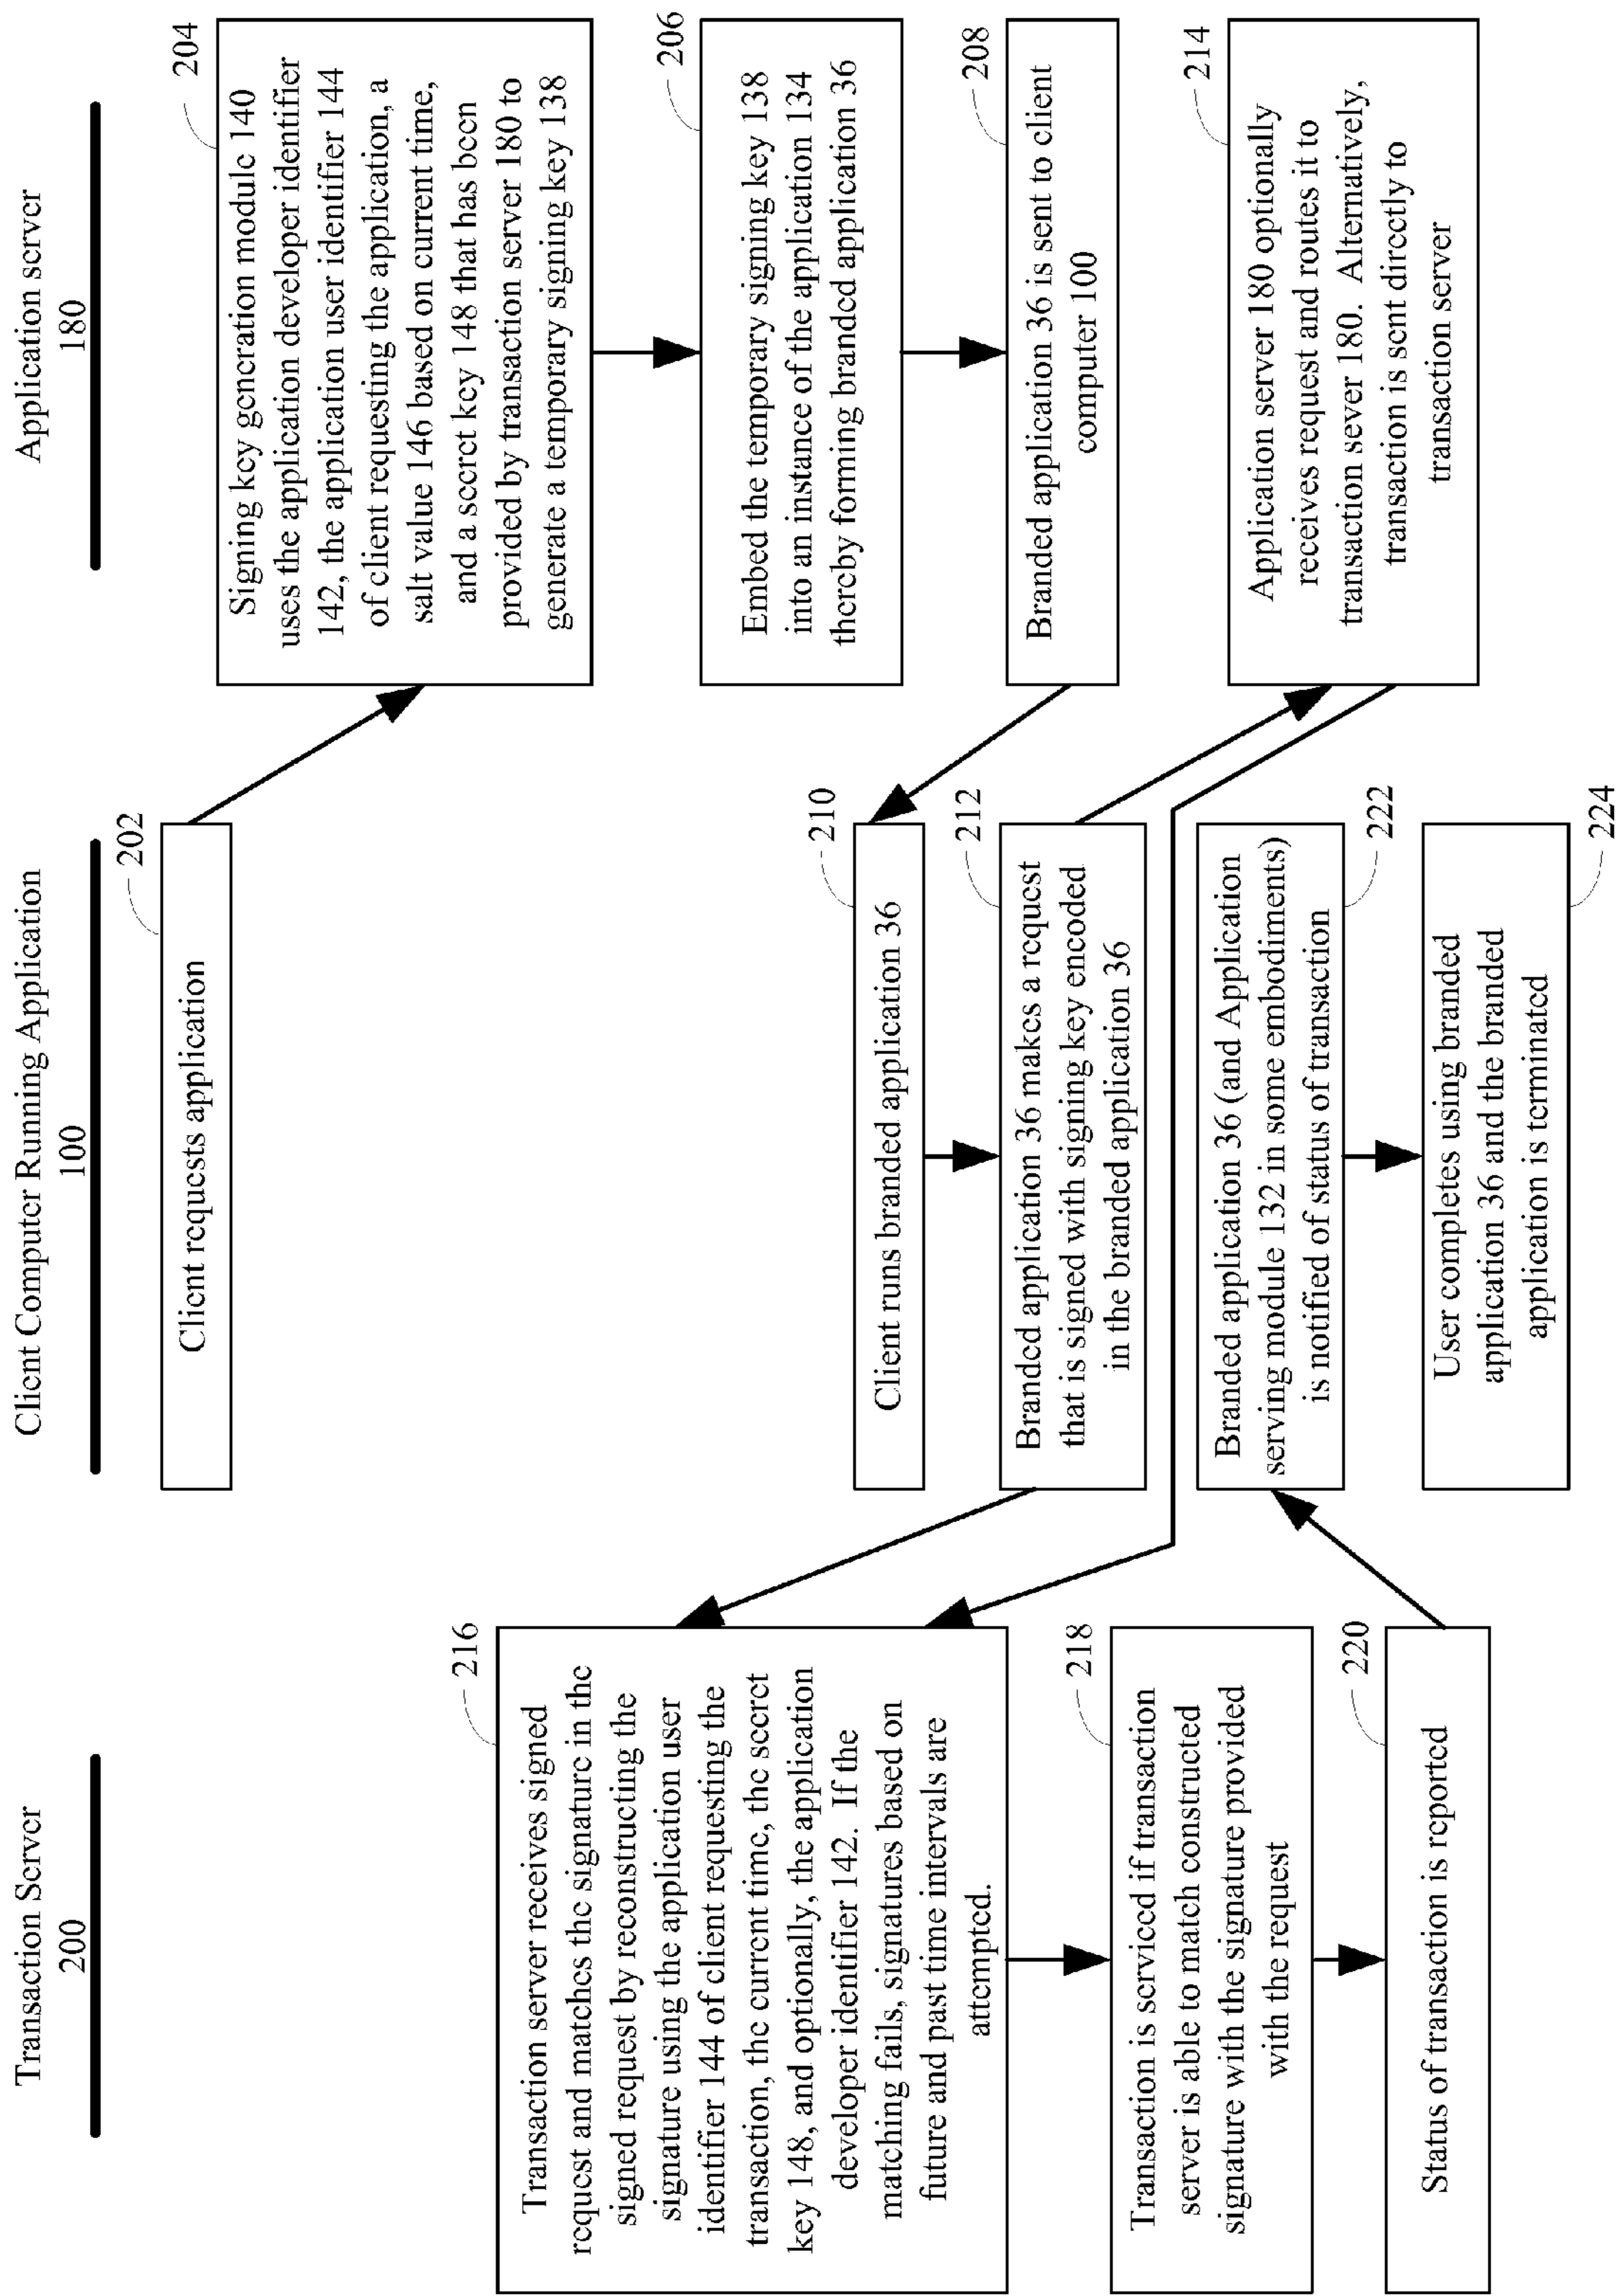 Transaction Server
200
Client Computer Running Application
100
Application server
180
202
Client requests application
204
Signing key generation module 140
uses the application developer identifier
142, the application user identifier 144
of client requesting the application, a
salt value 146 based on current time,
and a secret key 148 that has been
provided by transaction server 180 to
generate a temporary signing key 138
206
Embed the temporary signing key 138
into an instance of the application 134
thereby forming branded application 36
208
Branded application 36 is sent to client
computer 100
210
Client runs branded application 36
212
Branded application 36 makes a request
that is signed with signing key encoded
in the branded application 36
214
Application server 180 optionally
receives request and routes it to
transaction sever 180. Alternatively,
transaction is sent directly to
transaction server
216
Transaction server receives signed
request and matches the signature in the
signed request by reconstructing the
signature using the application user
identifier 144 of client requesting the
transaction, the current time, the secret
key 148, and optionally, the application
developer identifier 142. If the
matching fails, signatures based on
future and past time intervals are
attempted.
218
Transaction is serviced if transaction
server is able to match constructed
signature with the signature provided
with the request
220
Status of transaction is reported
222
Branded application 36 (and Application
serving module 132 in some embodiments)
is notified of status of transaction
224
User completes using branded
application 36 and the branded
application is terminated